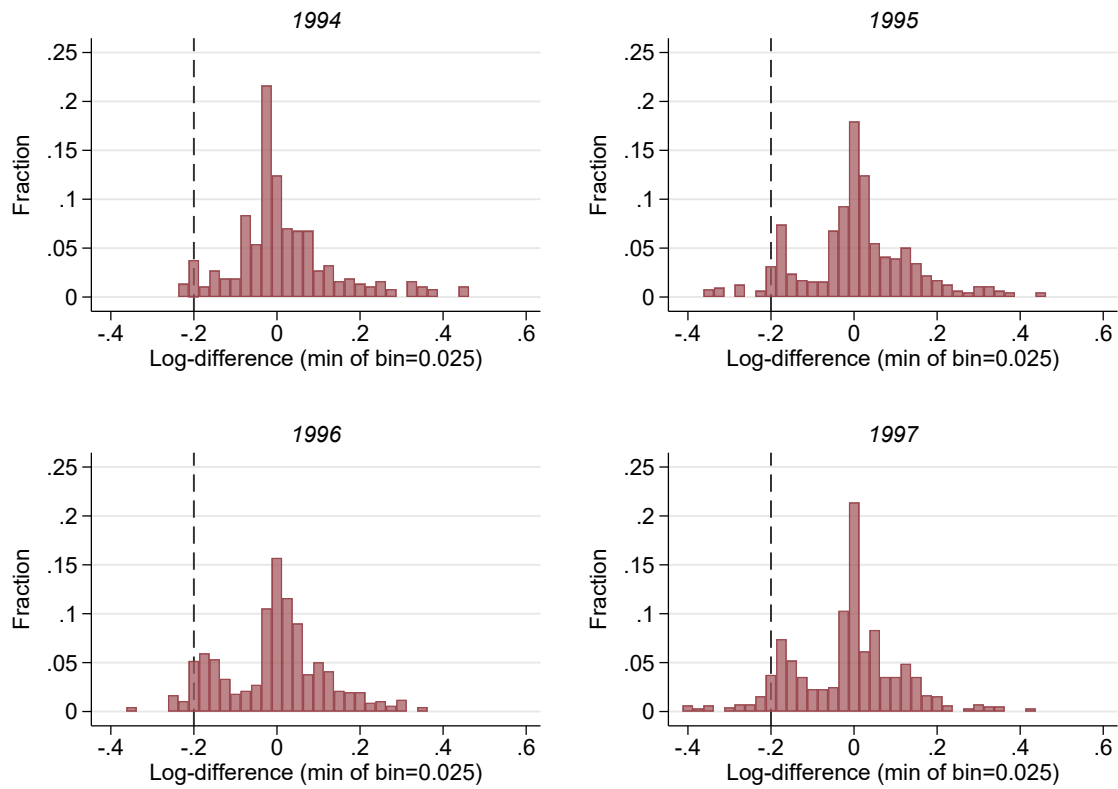 1994
.25
.2
.15
.1
.05
0
Fraction
-.4 -.2 0 .2 .4 .6
Log-difference (min of bin=0.025)
1995
.25
.2
.15
.1
.05
0
Fraction
-.4 -.2 0 .2 .4 .6
Log-difference (min of bin=0.025)
1996
.25
.2
.15
.1
.05
0
Fraction
-.4 -.2 0 .2 .4 .6
Log-difference (min of bin=0.025)
1997
.25
.2
.15
.1
.05
0
Fraction
-.4 -.2 0 .2 .4 .6
Log-difference (min of bin=0.025)